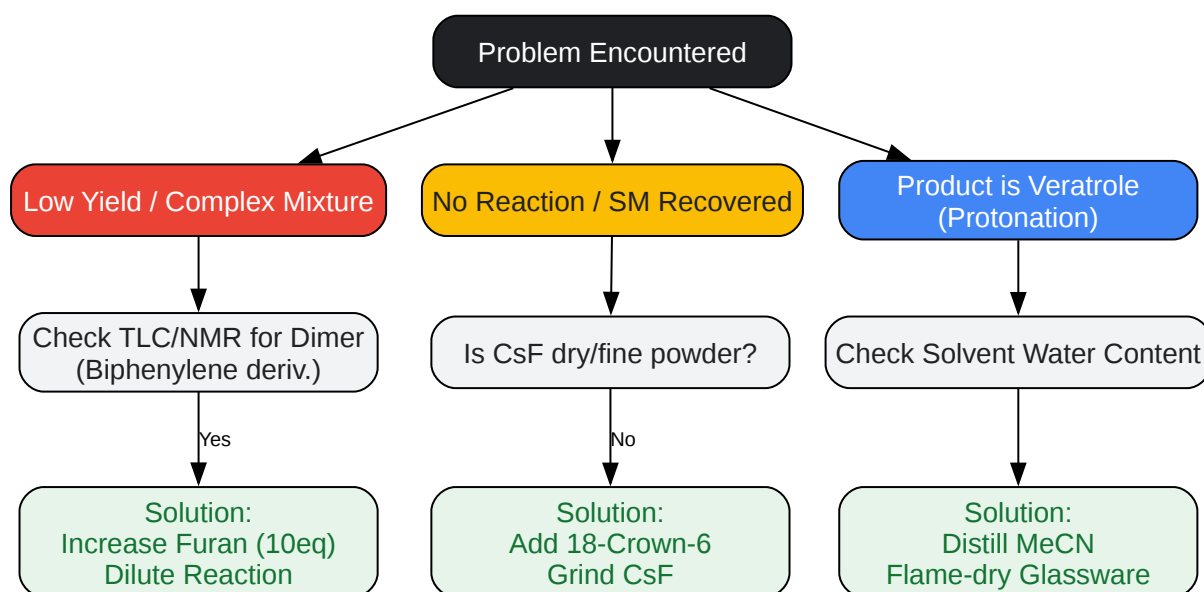 Problem Encountered
Low Yield / Complex Mixture
No Reaction / SM Recovered
Product is Veratrole
(Protonation)
Check TLC/NMR for Dimer
(Biphenylene deriv.)
Is CsF dry/fine powder?
Check Solvent Water Content
Yes
No
Solution:
Increase Furan (10eq)
Dilute Reaction
Solution:
Add 18-Crown-6
Grind CsF
Solution:
Distill MeCN
Flame-dry Glassware